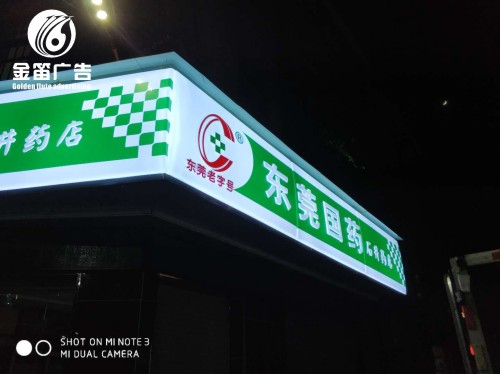 金笛广告
Golden flute advertising
井药店
®
东莞老字号
东莞国药
SHOT ON MI NOTE 3
MI DUAL CAMERA